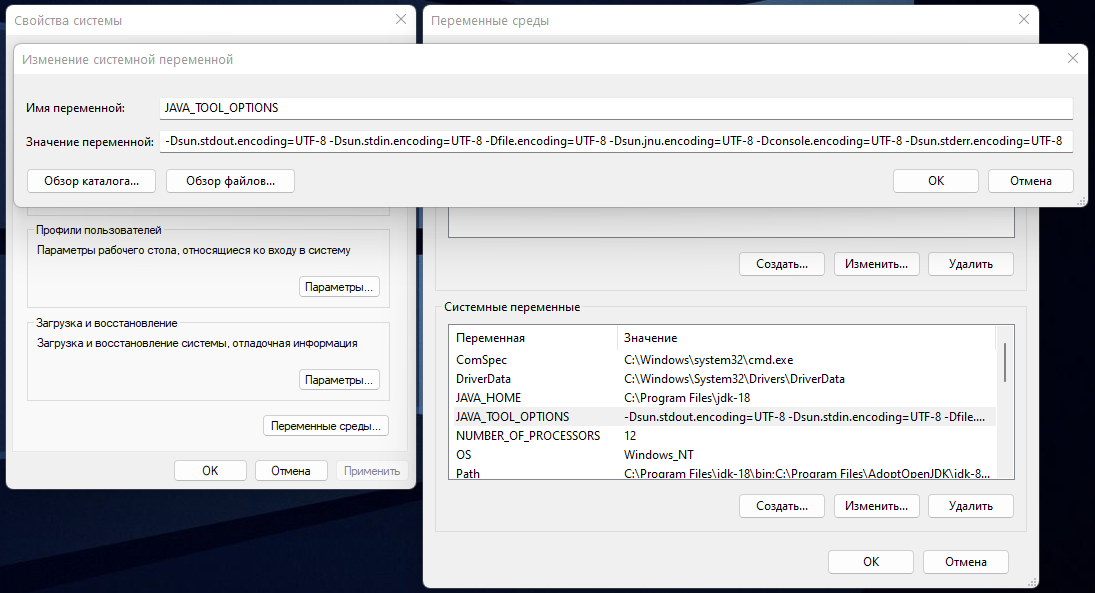 Свойства системы
Переменные среды
Изменение системной переменной
Имя переменной:
JAVA_TOOL_OPTIONS
Значение переменной:
-Dsun.stdout.encoding=UTF-8 -Dsun.stdin.encoding=UTF-8 -Dfile.encoding=UTF-8 -Dsun.jnu.encoding=UTF-8 -Dconsole.encoding=UTF-8 -Dsun.stderr.encoding=UTF-8
Обзор каталога...
Обзор файлов...
OK
Отмена
Профили пользователей
Параметры рабочего стола, относящиеся ко входу в систему
Параметры...
Загрузка и восстановление
Загрузка и восстановление системы, отладочная информация
Параметры...
Переменные среды...
OK
Отмена
Применить
Создать...
Изменить...
Удалить
Системные переменные
Переменная Значение
ComSpec C:\Windows\system32\cmd.exe
DriverData C:\Windows\System32\Drivers\DriverData
JAVA_HOME C:\Program Files\jdk-18
JAVA_TOOL_OPTIONS -Dsun.stdout.encoding=UTF-8 -Dsun.stdin.encoding=UTF-8 -Dfile....
NUMBER_OF_PROCESSORS 12
OS Windows_NT
Path C:\Program Files\jdk-18\bin;C:\Program Files\AdoptOpenJDK\jdk-8...
Создать...
Изменить...
Удалить
OK
Отмена